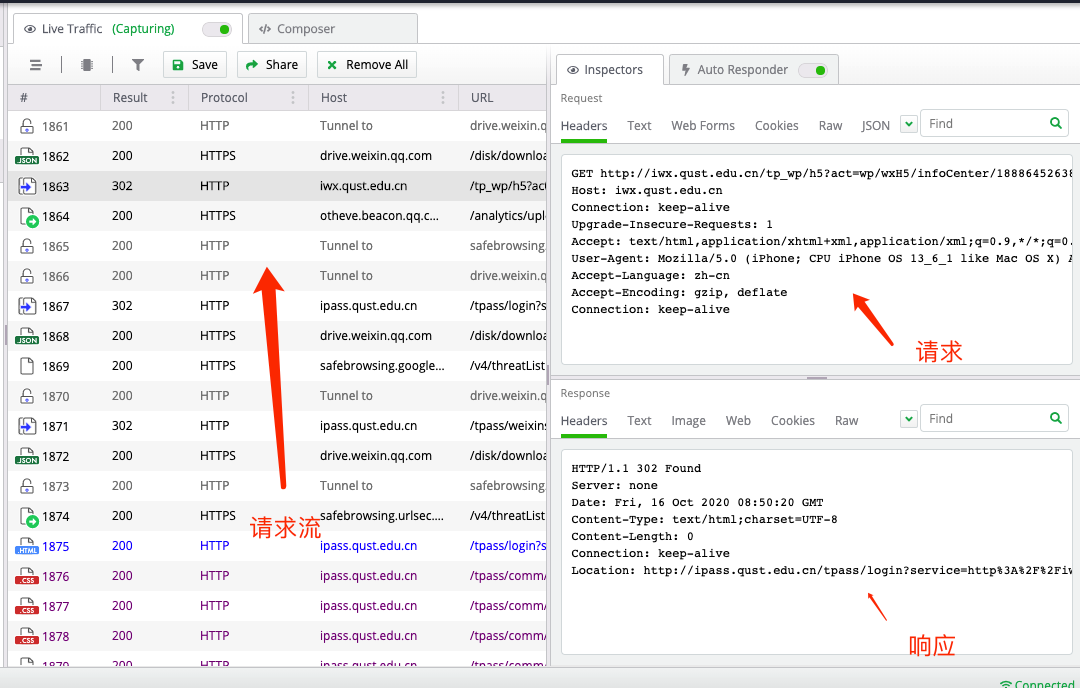 Live Traffic (Capturing)
Composer
Save Share Remove All
# Result Protocol Host URL
1861 200 HTTP Tunnel to drive.weixin.q
JSON 1862 200 HTTPS drive.weixin.qq.com /disk/downloa
1863 302 HTTP iwx.qust.edu.cn /tp_wp/h5?act
1864 200 HTTPS otheve.beacon.qq.c... /analytics/upl
1865 200 HTTP Tunnel to safebrowsing
1866 200 HTTP Tunnel to drive.weixin.q
1867 302 HTTP ipass.qust.edu.cn /tpass/login?s
JSON 1868 200 HTTPS drive.weixin.qq.com /disk/downloa
1869 200 HTTPS safebrowsing.google... /v4/threatList
1870 200 HTTP Tunnel to drive.weixin.q
1871 302 HTTP ipass.qust.edu.cn /tpass/weixin
JSON 1872 200 HTTPS drive.weixin.qq.com /disk/downloa
1873 200 HTTP Tunnel to safebrowsing
1874 200 HTTPS safebrowsing.urlsec.... /v4/threatList
请求流
.HTML 1875 200 HTTP ipass.qust.edu.cn /tpass/login?s
.CSS 1876 200 HTTP ipass.qust.edu.cn /tpass/comm/
.CSS 1877 200 HTTP ipass.qust.edu.cn /tpass/comm/
.CSS 1878 200 HTTP ipass.qust.edu.cn /tpass/comm/
1879 200 HTTP ipass.qust.edu.cn /tpass/comm/
Inspectors
Auto Responder
Request
Headers Text Web Forms Cookies Raw JSON Find
GET http://iwx.qust.edu.cn/tp_wp/h5?act=wp/wxH5/infoCenter/18886452638
Host: iwx.qust.edu.cn
Connection: keep-alive
Upgrade-Insecure-Requests: 1
Accept: text/html,application/xhtml+xml,application/xml;q=0.9,*/*;q=0.
User-Agent: Mozilla/5.0 (iPhone; CPU iPhone OS 13_6_1 like Mac OS X) A
Accept-Language: zh-cn
Accept-Encoding: gzip, deflate
Connection: keep-alive
请求
Response
Headers Text Image Web Cookies Raw Find
HTTP/1.1 302 Found
Server: none
Date: Fri, 16 Oct 2020 08:50:20 GMT
Content-Type: text/html;charset=UTF-8
Content-Length: 0
Connection: keep-alive
Location: http://ipass.qust.edu.cn/tpass/login?service=http%3A%2F%2Fiw
响应
Connected